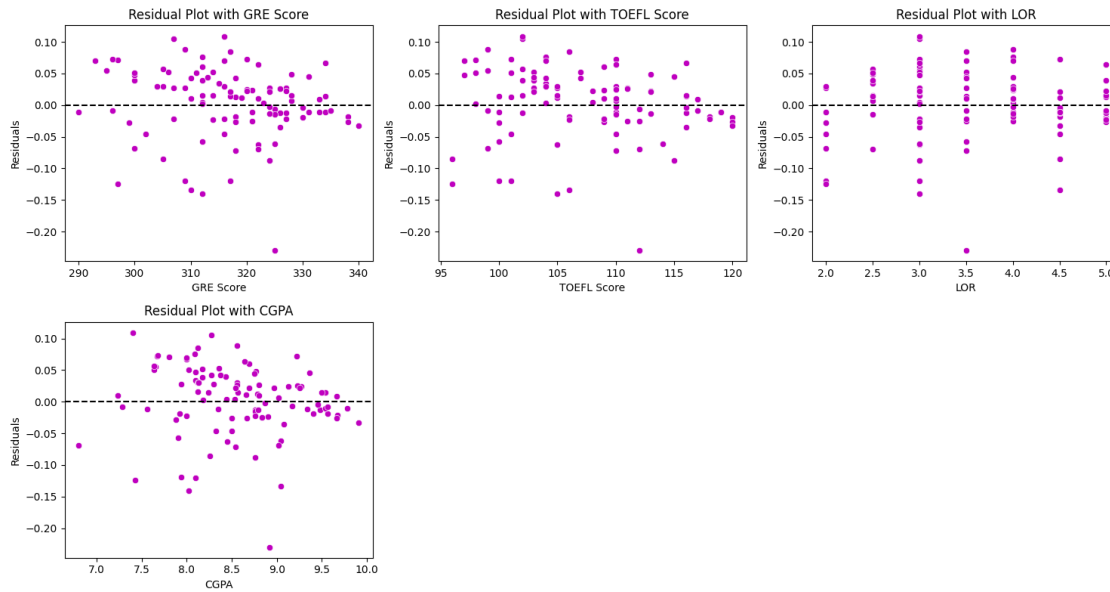 Residual Plot with GRE Score
Residuals
0.10
0.05
0.00
−0.05
−0.10
−0.15
−0.20
290 300 310 320 330 340
GRE Score
Residual Plot with TOEFL Score
Residuals
0.10
0.05
0.00
−0.05
−0.10
−0.15
−0.20
95 100 105 110 115 120
TOEFL Score
Residual Plot with LOR
Residuals
0.10
0.05
0.00
−0.05
−0.10
−0.15
−0.20
2.0 2.5 3.0 3.5 4.0 4.5 5.0
LOR
Residual Plot with CGPA
Residuals
0.10
0.05
0.00
−0.05
−0.10
−0.15
−0.20
7.0 7.5 8.0 8.5 9.0 9.5 10.0
CGPA